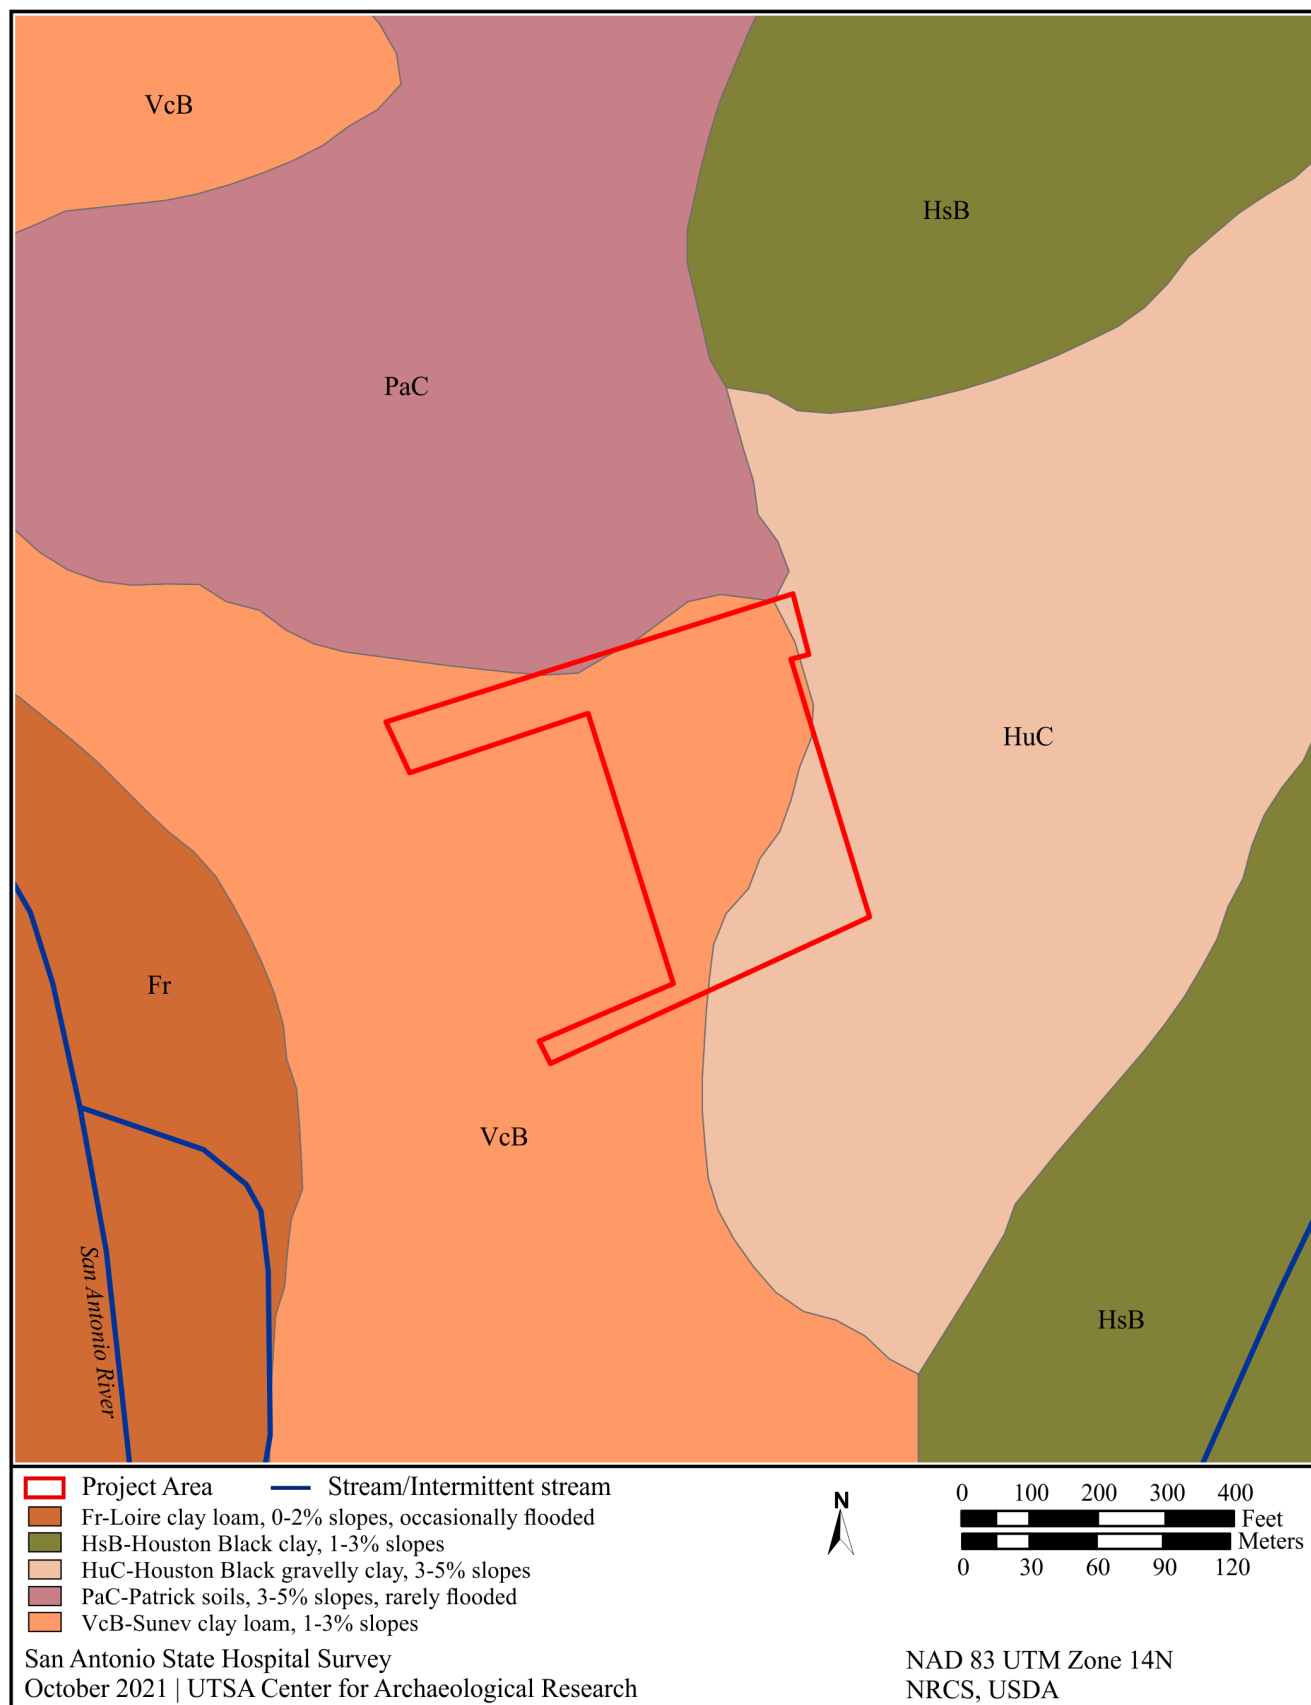 VcB
HsB
PaC
HuC
Fr
VcB
San Antonio River
HsB
Project Area
Stream/Intermittent stream
Fr-Loire clay loam, 0-2% slopes, occasionally flooded
HsB-Houston Black clay, 1-3% slopes
HuC-Houston Black gravelly clay, 3-5% slopes
PaC-Patrick soils, 3-5% slopes, rarely flooded
VcB-Sunev clay loam, 1-3% slopes
N
0 100 200 300 400
Feet
Meters
0 30 60 90 120
San Antonio State Hospital Survey
October 2021 | UTSA Center for Archaeological Research
NAD 83 UTM Zone 14N
NRCS, USDA